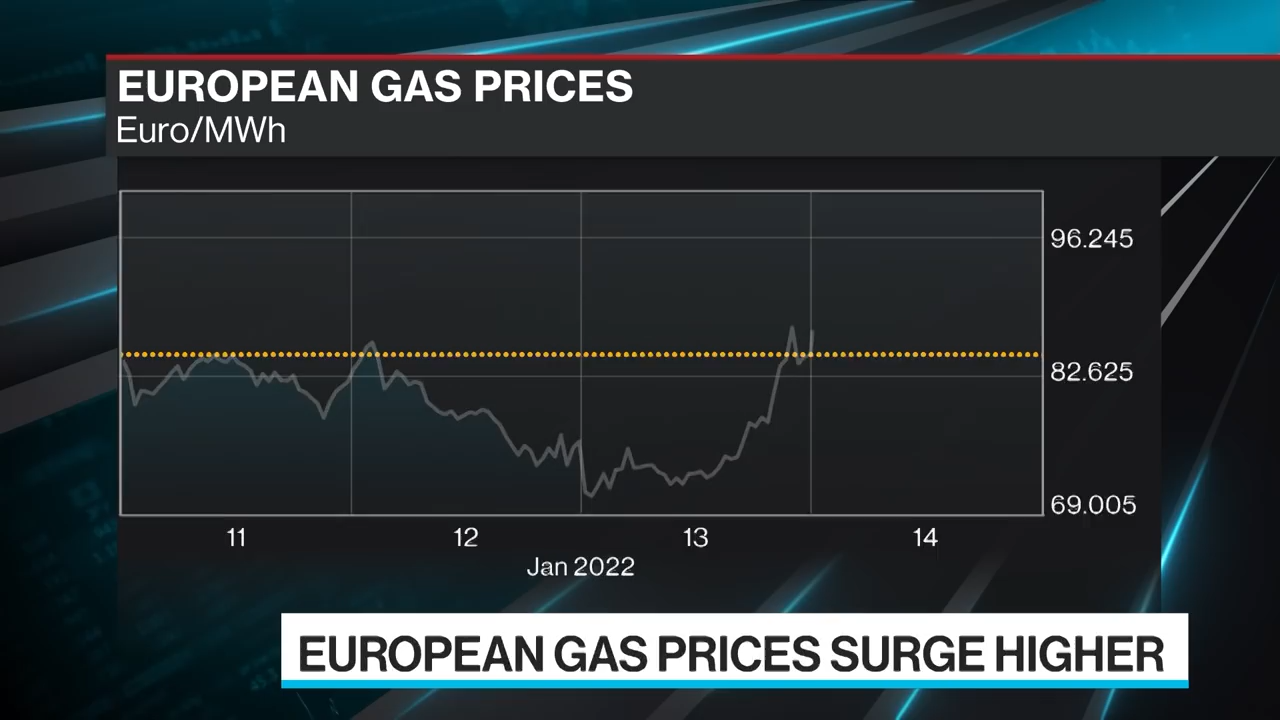 EUROPEAN GAS PRICES
Euro/MWh
96.245
82.625
69.005
11 12 13 14
Jan 2022
EUROPEAN GAS PRICES SURGE HIGHER